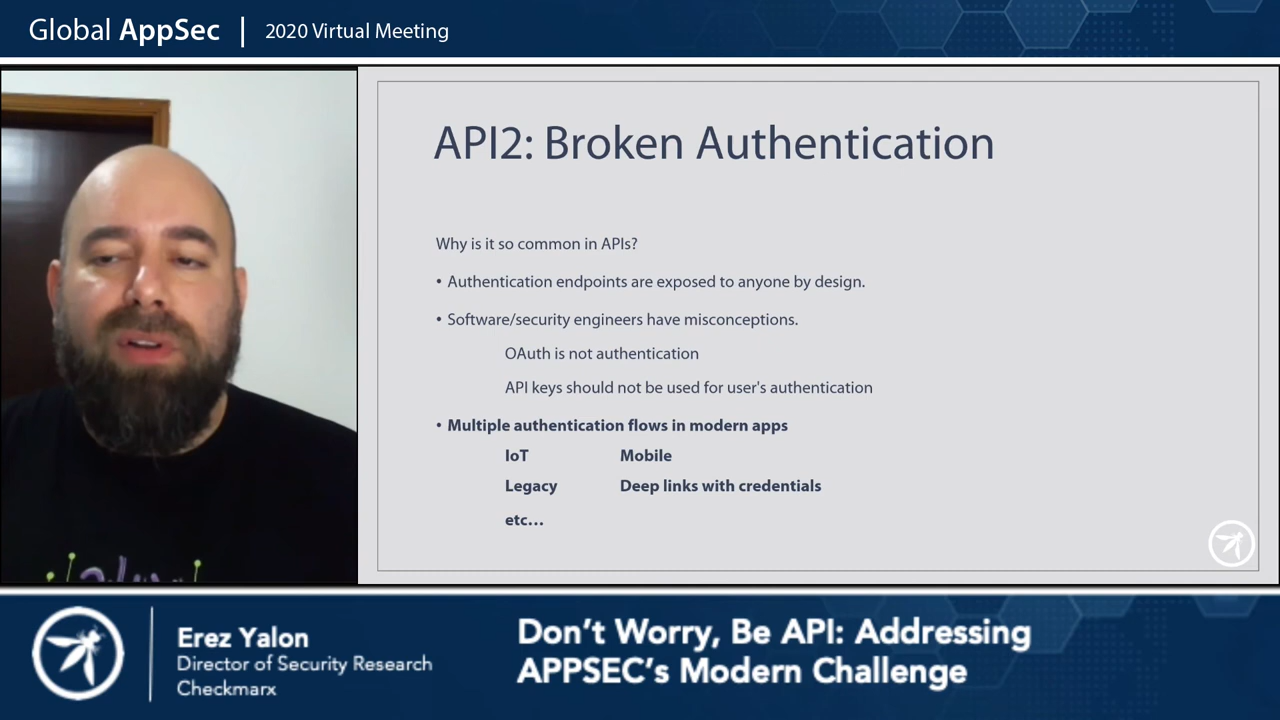 Global AppSec | 2020 Virtual Meeting
API2: Broken Authentication
Why is it so common in APIs?
• Authentication endpoints are exposed to anyone by design.
• Software/security engineers have misconceptions.
OAuth is not authentication
API keys should not be used for user's authentication
• Multiple authentication flows in modern apps
IoT Mobile
Legacy Deep links with credentials
etc...
Erez Yalon
Director of Security Research
Checkmarx
Don't Worry, Be API: Addressing
APPSEC's Modern Challenge